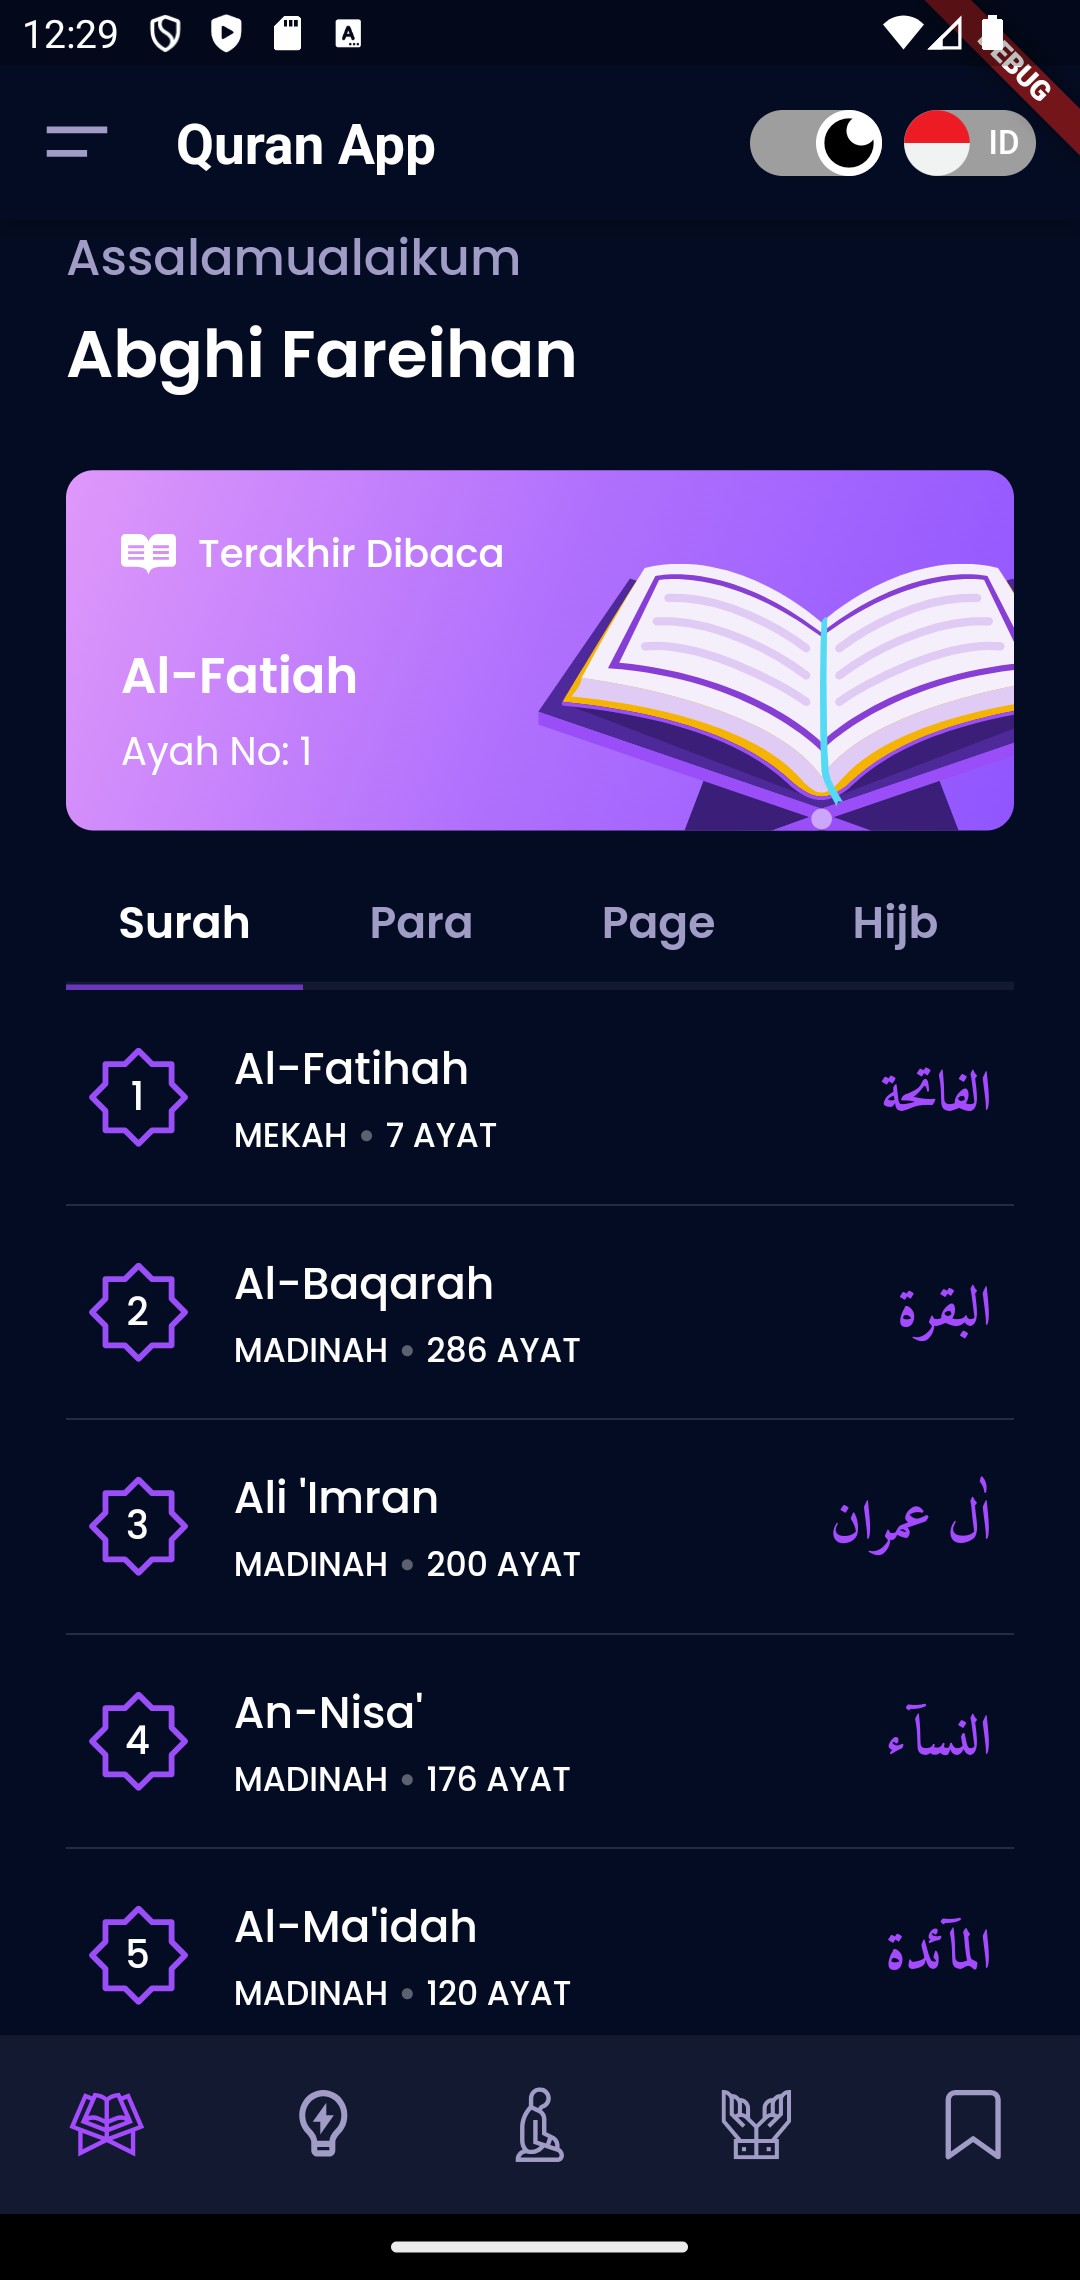 12:29
EBUG
Quran App
ID
Assalamualaikum
Abghi Fareihan
Terakhir Dibaca
Al-Fatiah
Ayah No: 1
Surah Para Page Hijb
1 Al-Fatihah الفاتحة
MEKAH • 7 AYAT
2 Al-Baqarah البقرة
MADINAH • 286 AYAT
3 Ali 'Imran اٰل عمران
MADINAH • 200 AYAT
4 An-Nisa' النسآء
MADINAH • 176 AYAT
5 Al-Ma'idah المآئدة
MADINAH • 120 AYAT